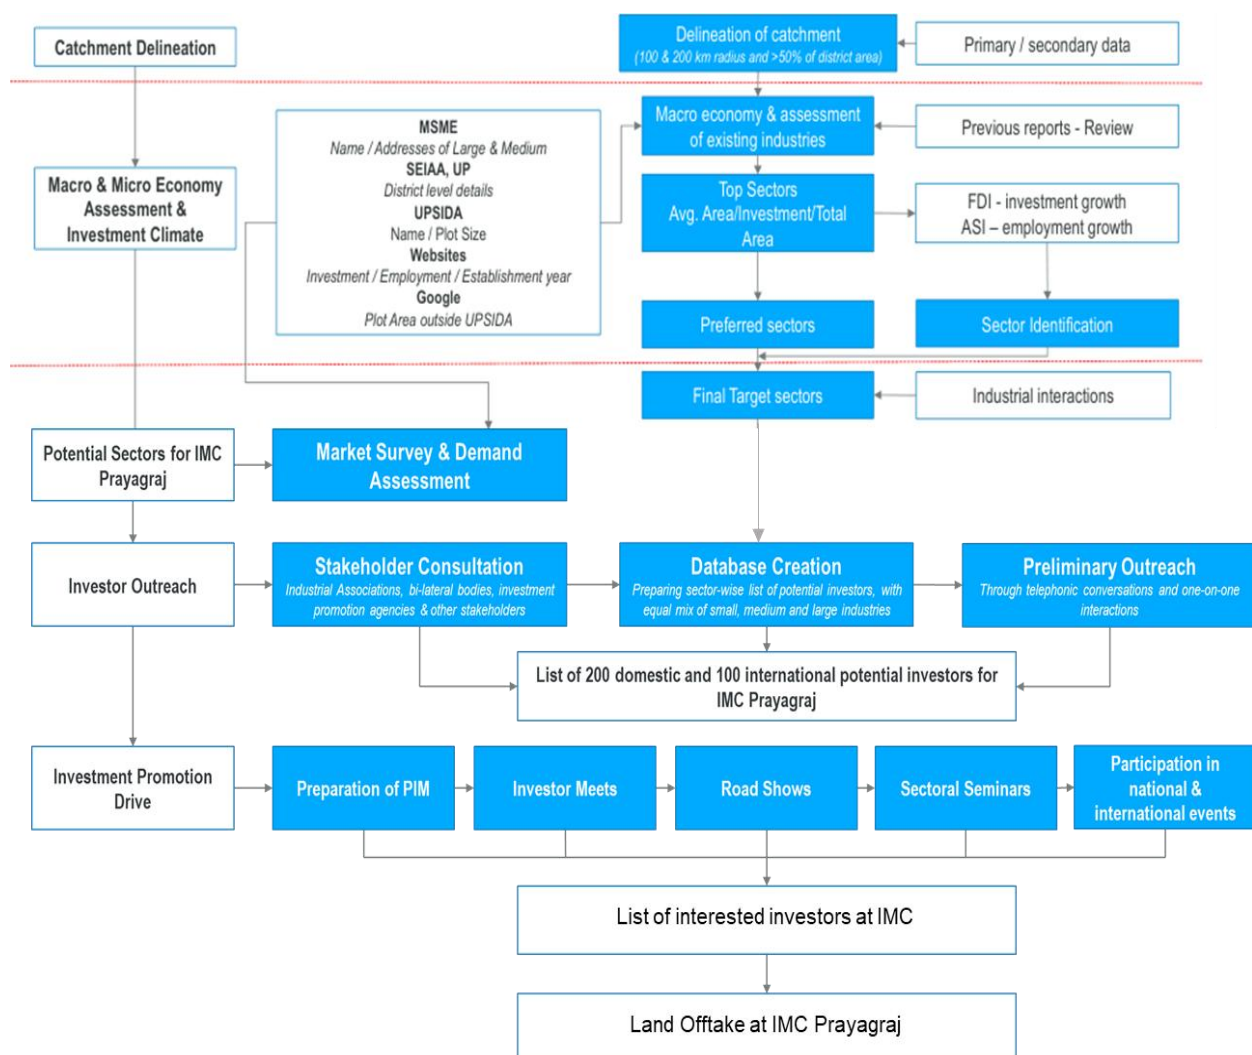 Catchment Delineation
Delineation of catchment
(100 & 200 km radius and >50% of district area)
Primary / secondary data
MSME
Name / Addresses of Large & Medium
SEIAA, UP
District level details
UPSIDA
Name / Plot Size
Websites
Investment / Employment / Establishment year
Google
Plot Area outside UPSIDA
Macro economy & assessment
of existing industries
Previous reports - Review
Macro & Micro Economy
Assessment &
Investment Climate
Top Sectors
Avg. Area/Investment/Total
Area
FDI - investment growth
ASI – employment growth
Preferred sectors
Sector Identification
Final Target sectors
Industrial interactions
Potential Sectors for IMC
Prayagraj
Market Survey & Demand
Assessment
Investor Outreach
Stakeholder Consultation
Industrial Associations, bi-lateral bodies, investment
promotion agencies & other stakeholders
Database Creation
Preparing sector-wise list of potential investors, with
equal mix of small, medium and large industries
Preliminary Outreach
Through telephonic conversations and one-on-one
interactions
List of 200 domestic and 100 international potential investors for
IMC Prayagraj
Investment Promotion
Drive
Preparation of PIM
Investor Meets
Road Shows
Sectoral Seminars
Participation in
national &
international events
List of interested investors at IMC
Land Offtake at IMC Prayagraj